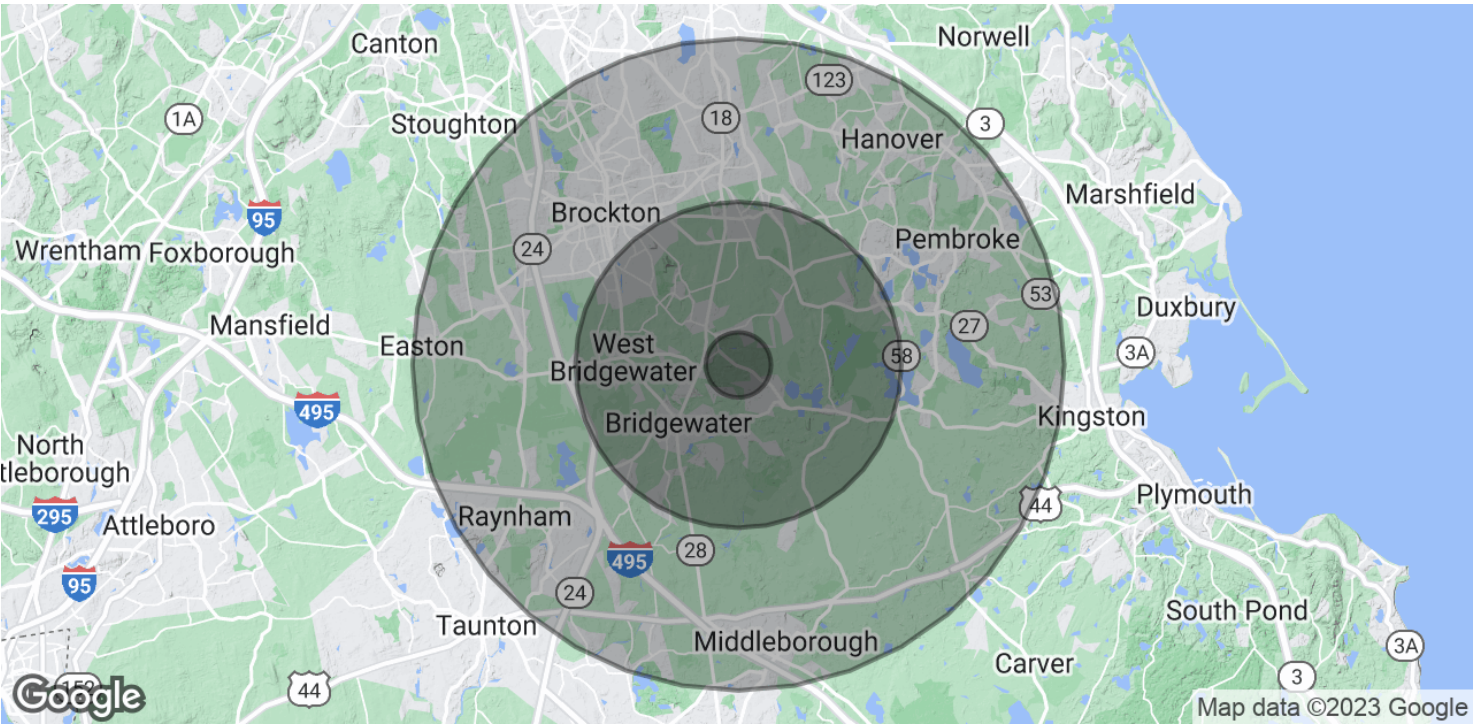 Canton
Norwell
123
1A
18
3
Stoughton
Hanover
Marshfield
Brockton
95
24
Pembroke
Wrentham
Foxborough
53
Duxbury
27
Mansfield
Easton
West
Bridgewater
58
3A
495
Bridgewater
Kingston
North
tleborough
Plymouth
44
295
Attleboro
Raynham
28
495
95
24
South Pond
Taunton
Middleborough
3A
Carver
3
44
152
Google
Map data ©2023 Google